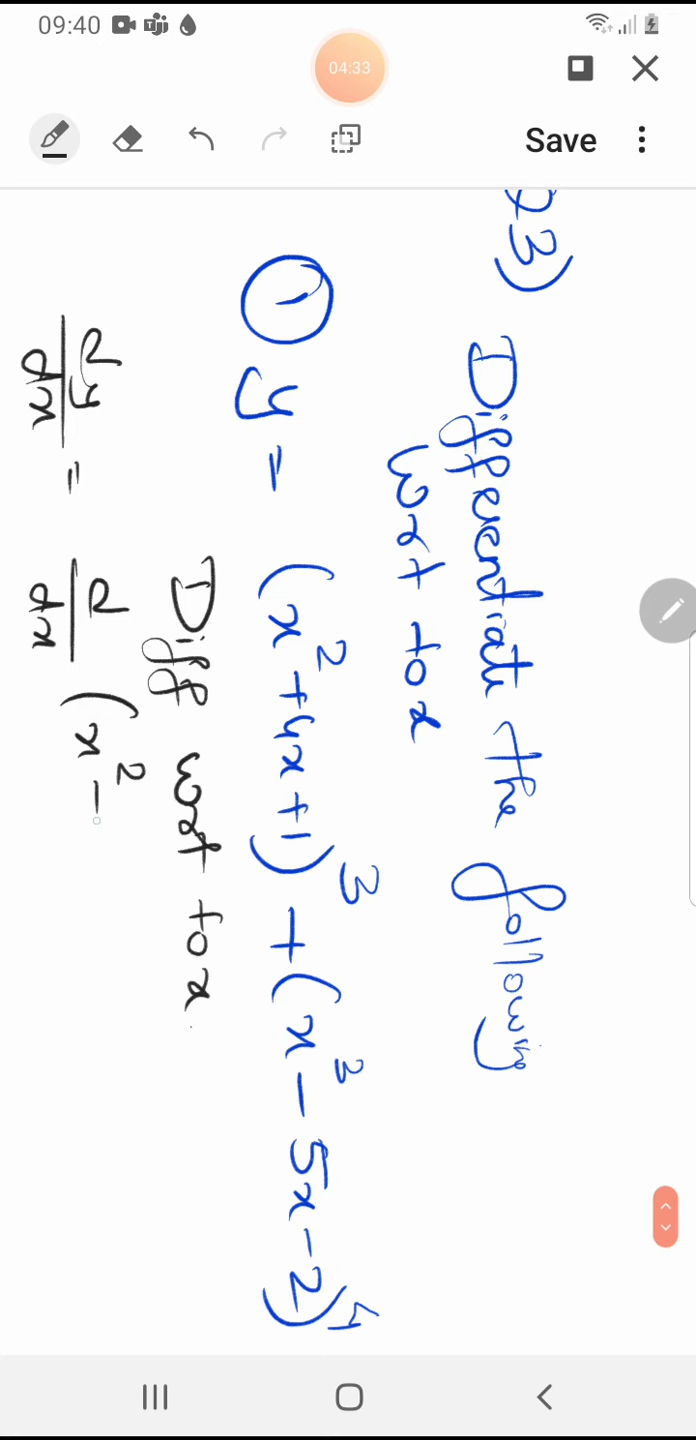 09:40
04:33
Save
Q3) Differentiate the following
wrt to x
① y = (x² + 4x + 1)³ + (x³ - 5x - 2)⁴
Diff wrt to x.
dy/dx = d/dx (x² -